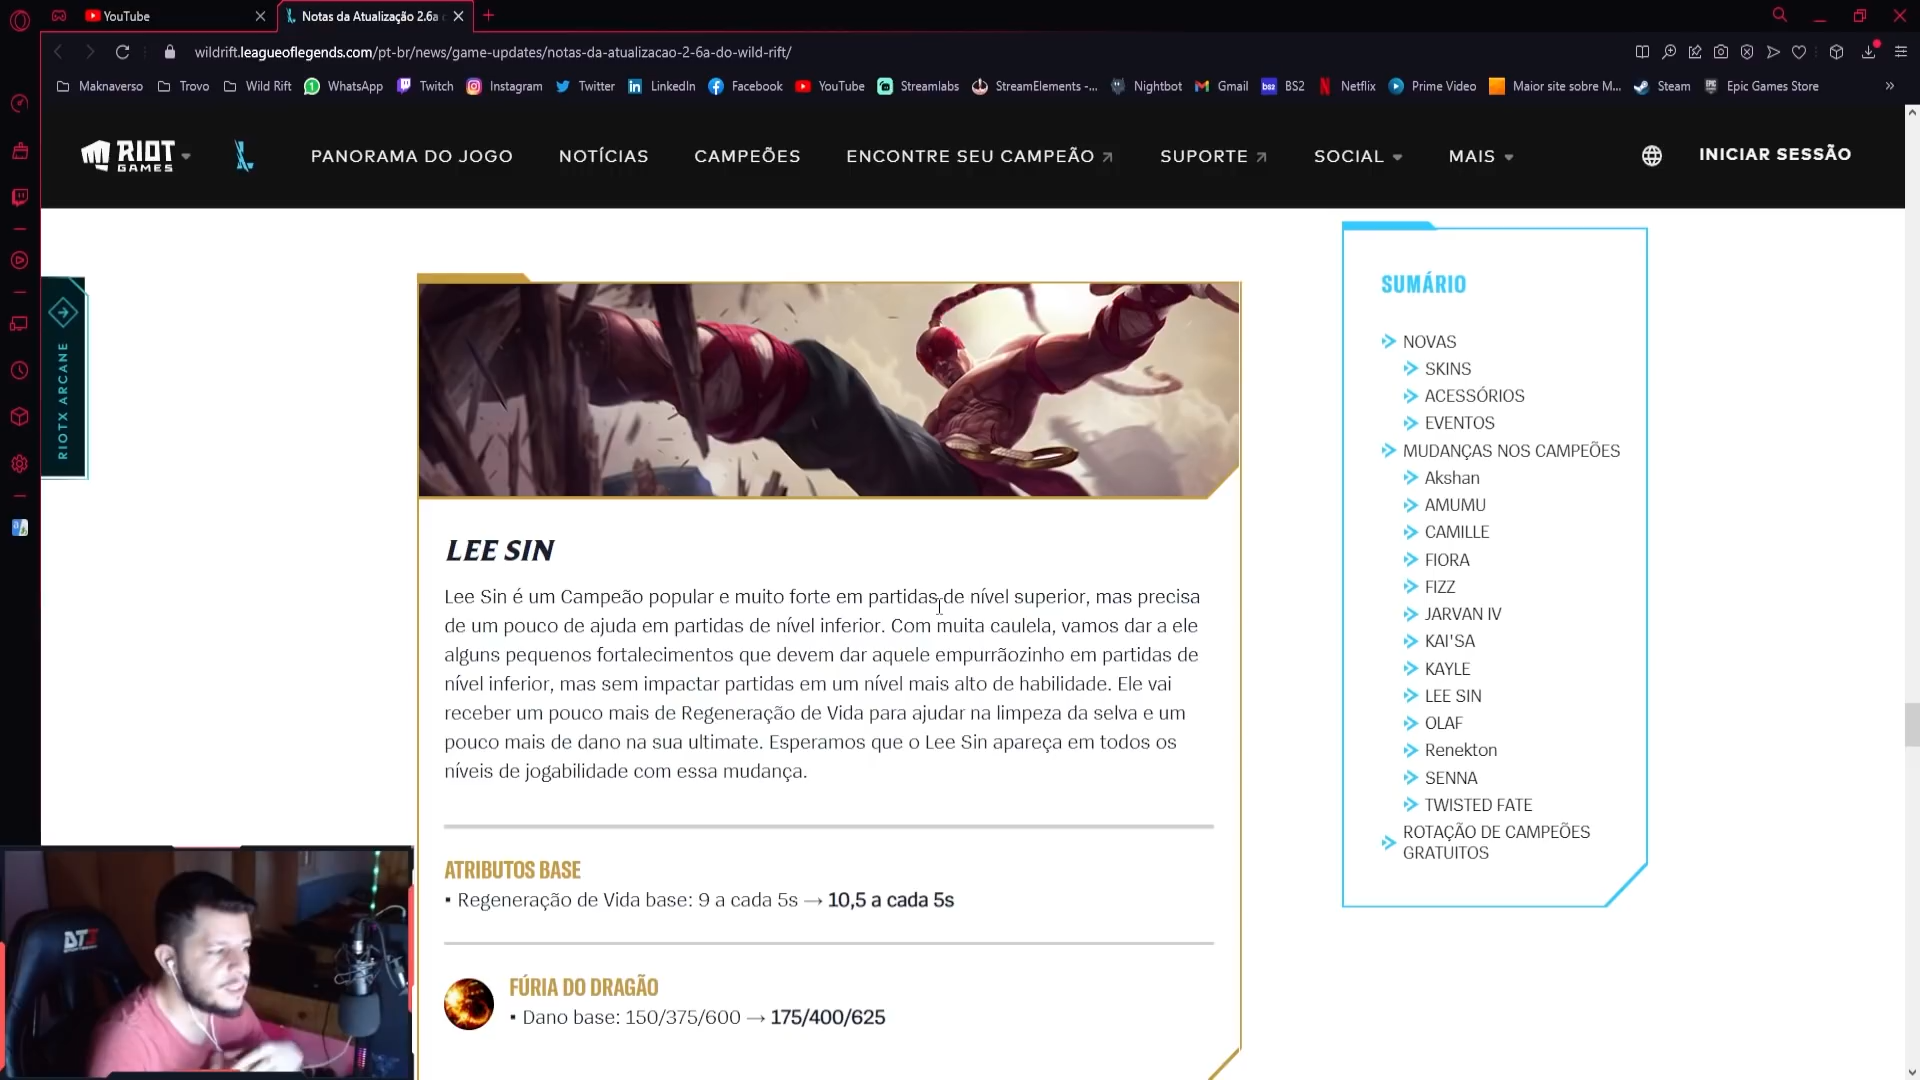 YouTube
Notas da Atualização 2.6a
wildrift.leagueoflegends.com/pt-br/news/game-updates/notas-da-atualizacao-2-6a-do-wild-rift/
Maknaverso Trovo Wild Rift WhatsApp Twitch Instagram Twitter LinkedIn Facebook YouTube Streamlabs StreamElements -... Nightbot Gmail BS2 Netflix Prime Video Maior site sobre M... Steam Epic Games Store
RIOT GAMES PANORAMA DO JOGO NOTÍCIAS CAMPEÕES ENCONTRE SEU CAMPEÃO SUPORTE SOCIAL MAIS INICIAR SESSÃO
RIOTX ARCANE
LEE SIN
Lee Sin é um Campeão popular e muito forte em partidas de nível superior, mas precisa
de um pouco de ajuda em partidas de nível inferior. Com muita caulela, vamos dar a ele
alguns pequenos fortalecimentos que devem dar aquele empurrãozinho em partidas de
nível inferior, mas sem impactar partidas em um nível mais alto de habilidade. Ele vai
receber um pouco mais de Regeneração de Vida para ajudar na limpeza da selva e um
pouco mais de dano na sua ultimate. Esperamos que o Lee Sin apareça em todos os
níveis de jogabilidade com essa mudança.
ATRIBUTOS BASE
• Regeneração de Vida base: 9 a cada 5s → 10,5 a cada 5s
FÚRIA DO DRAGÃO
• Dano base: 150/375/600 → 175/400/625
SUMÁRIO
NOVAS
SKINS
ACESSÓRIOS
EVENTOS
MUDANÇAS NOS CAMPEÕES
Akshan
AMUMU
CAMILLE
FIORA
FIZZ
JARVAN IV
KAI'SA
KAYLE
LEE SIN
OLAF
Renekton
SENNA
TWISTED FATE
ROTAÇÃO DE CAMPEÕES
GRATUITOS
DT3